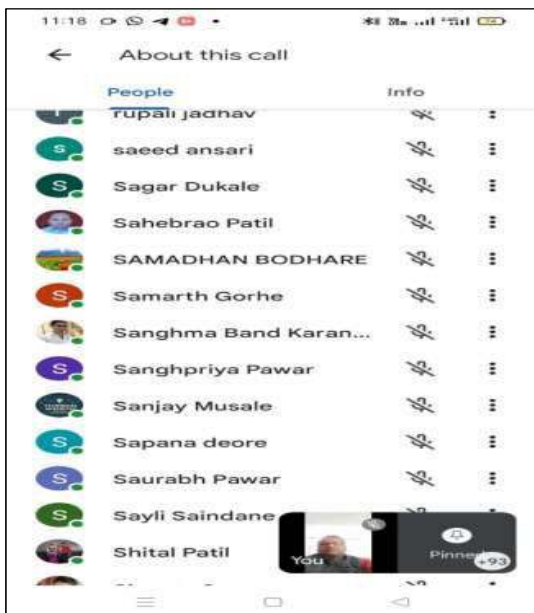 11:18
About this call
People Info
rupali jadhav
S saeed ansari
S Sagar Dukale
Sahebrao Patil
SAMADHAN BODHARE
S Samarth Gorhe
Sanghma Band Karan...
S Sanghpriya Pawar
Sanjay Musale
S Sapana deore
S Saurabh Pawar
S Sayli Saindane
Shital Patil
You
+93